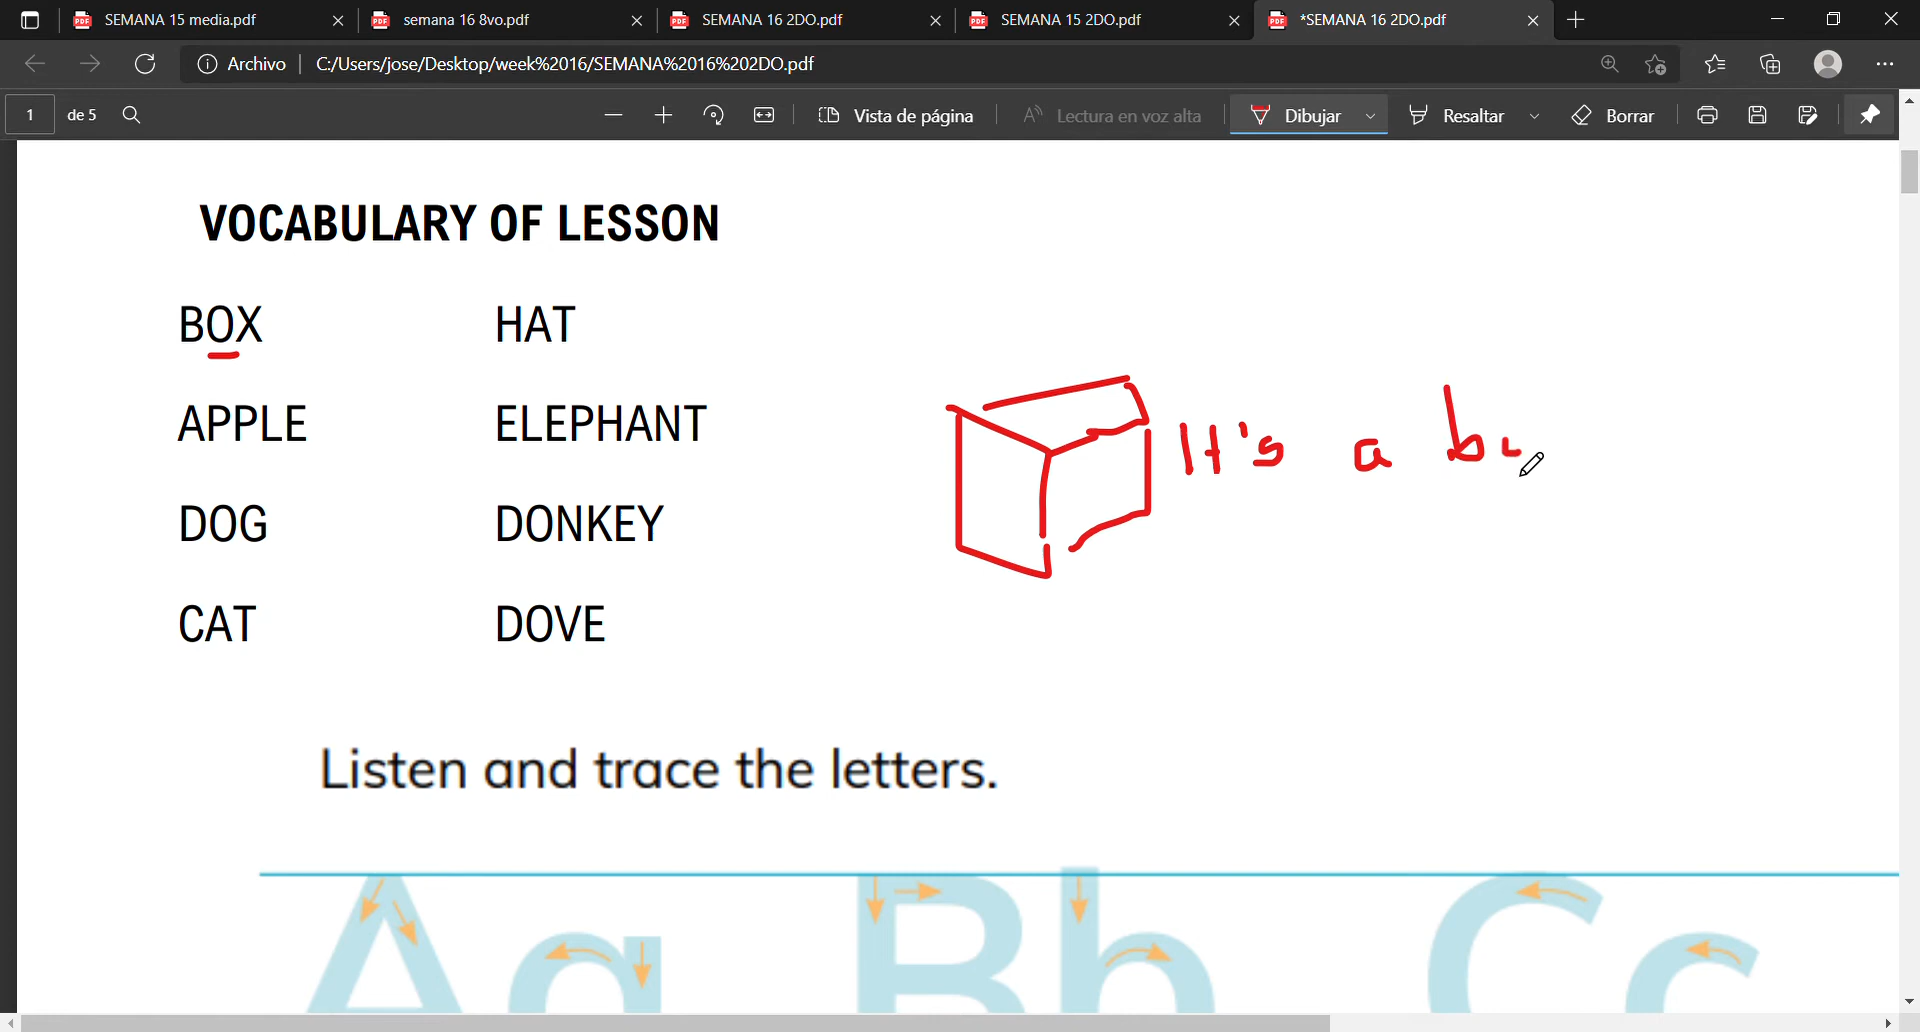 SEMANA 15 media.pdf
semana 16 8vo.pdf
SEMANA 16 2DO.pdf
SEMANA 15 2DO.pdf
*SEMANA 16 2DO.pdf
Archivo
C:/Users/jose/Desktop/week%2016/SEMANA%2016%202DO.pdf
1 de 5
Vista de página
Lectura en voz alta
Dibujar
Resaltar
Borrar
VOCABULARY OF LESSON
BOX HAT
APPLE ELEPHANT
DOG DONKEY
CAT DOVE
It's a
Listen and trace the letters.
Aa Bb Cc